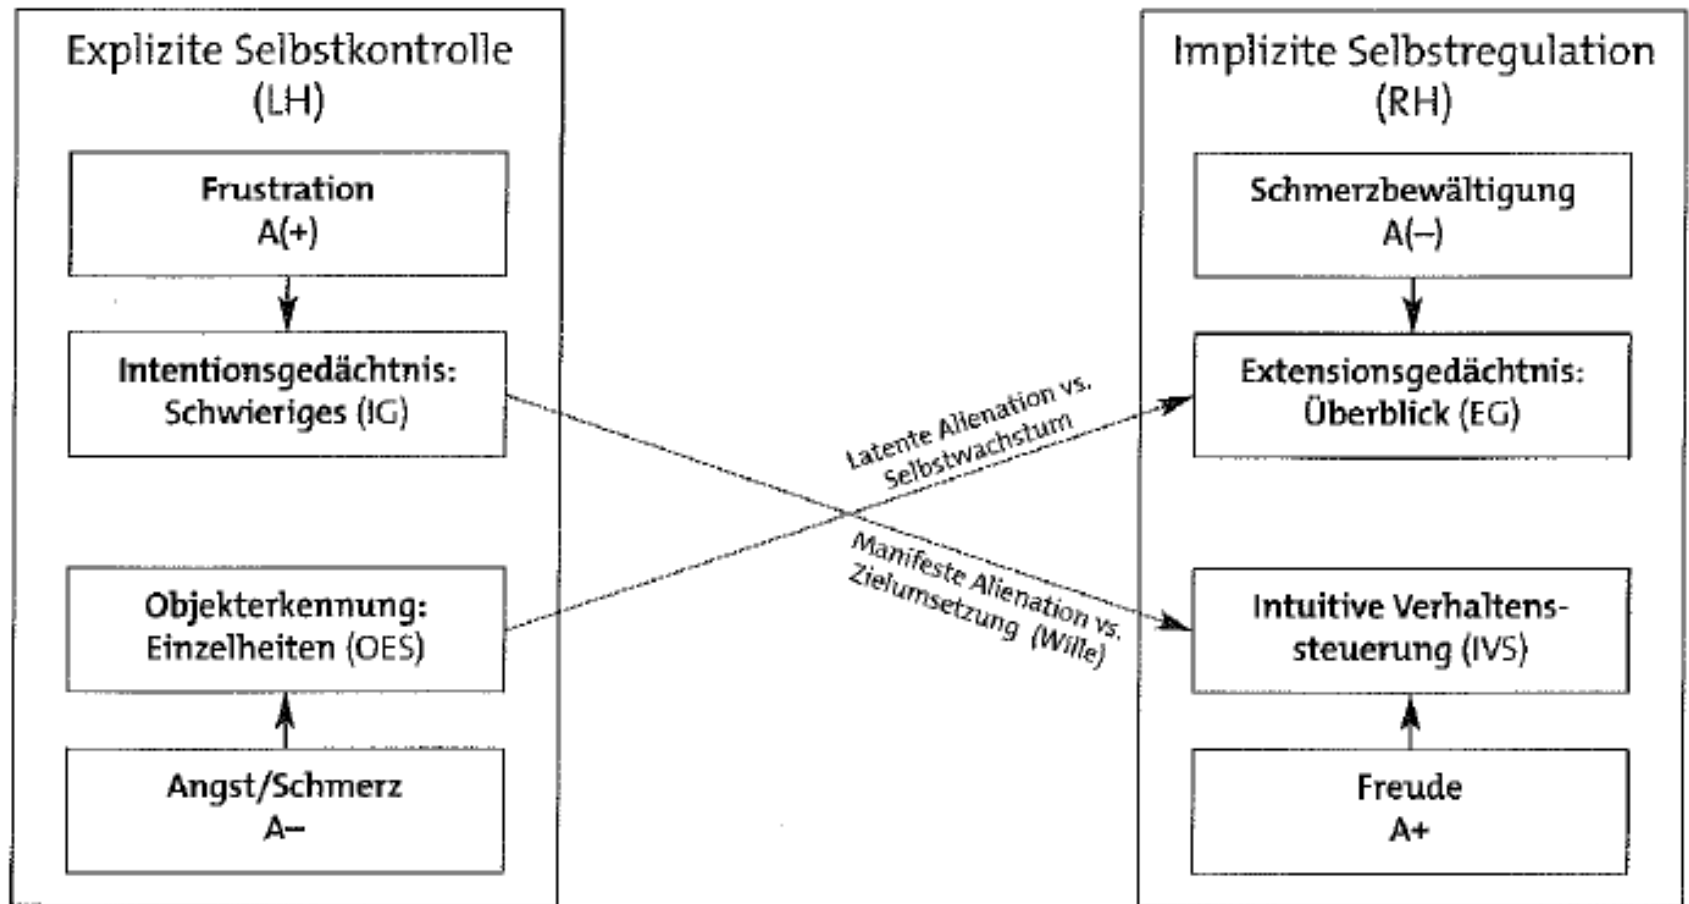 Explizite Selbstkontrolle
(LH)
Frustration
A(+)
Intentionsgedächtnis:
Schwieriges (IG)
Objekterkennung:
Einzelheiten (OES)
Angst/Schmerz
A–
Latente Alienation vs.
Selbstwachstum
Manifeste Alienation vs.
Zielumsetzung (Wille)
Implizite Selbstregulation
(RH)
Schmerzbewältigung
A(–)
Extensionsgedächtnis:
Überblick (EG)
Intuitive Verhaltens-
steuerung (IVS)
Freude
A+